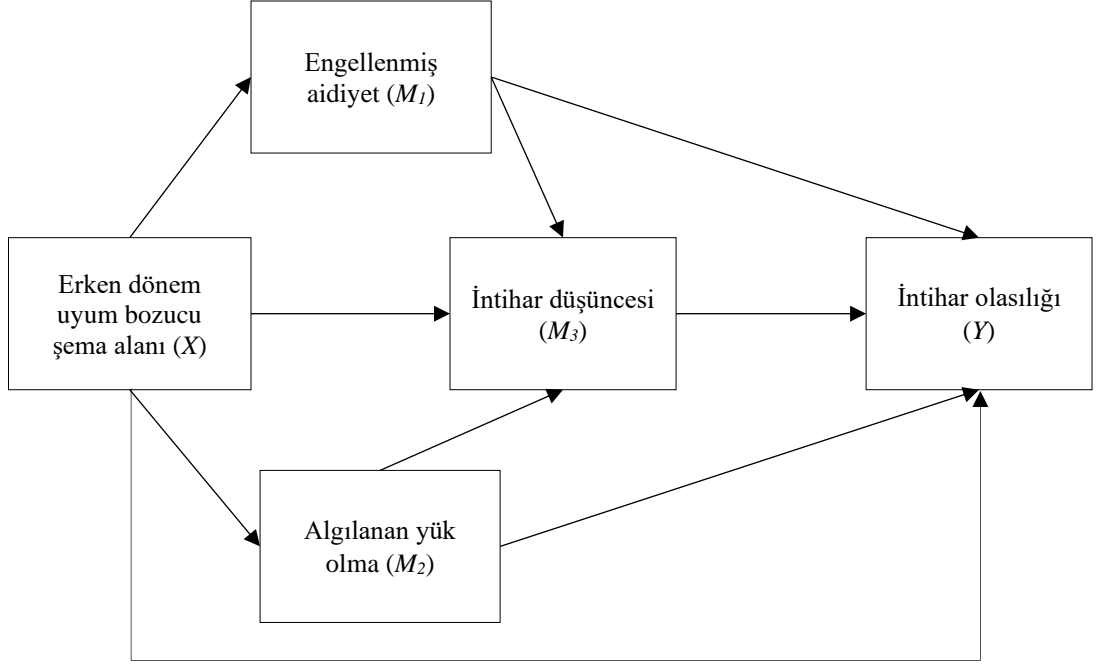 Engellenmiş
aidiyet (M1)
Erken dönem
uyum bozucu
şema alanı (X)
İntihar düşüncesi
(M3)
İntihar olasılığı
(Y)
Algılanan yük
olma (M2)